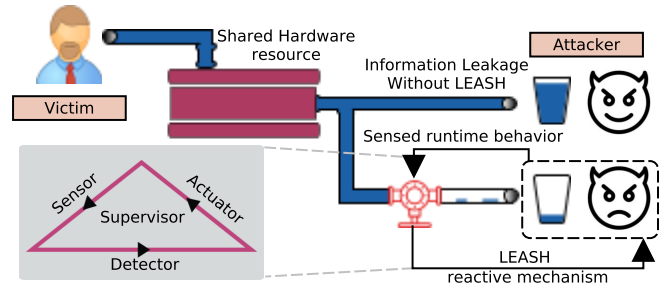 Shared Hardware
resource
Attacker
Information Leakage
Without LEASH
Victim
Sensed runtime behavior
Sensor
Actuator
Supervisor
Detector
LEASH
reactive mechanism